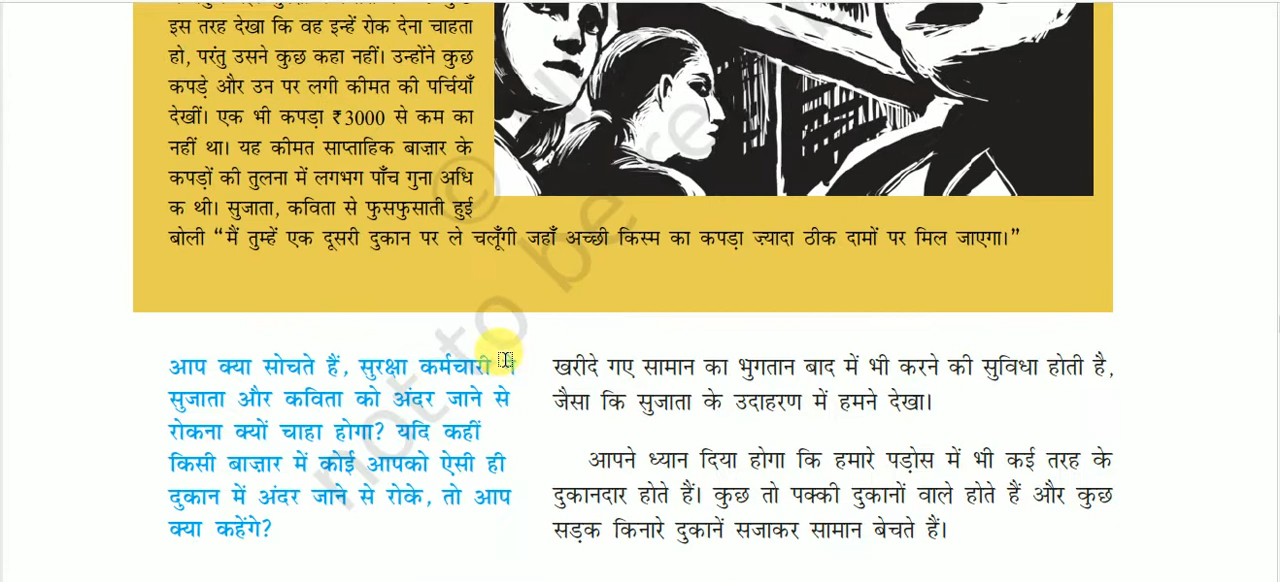 इस तरह देखा कि वह इन्हें रोक देना चाहता
हो, परंतु उसने कुछ कहा नहीं। उन्होंने कुछ
कपड़े और उन पर लगी कीमत की पर्चियाँ
देखीं। एक भी कपड़ा ₹3000 से कम का
नहीं था। यह कीमत साप्ताहिक बाज़ार के
कपड़ों की तुलना में लगभग पाँच गुना अधि
क थी। सुजाता, कविता से फुसफुसाती हुई
बोली “मैं तुम्हें एक दूसरी दुकान पर ले चलूँगी जहाँ अच्छी किस्म का कपड़ा ज़्यादा ठीक दामों पर मिल जाएगा।”
आप क्या सोचते हैं, सुरक्षा कर्मचारी
सुजाता और कविता को अंदर जाने से
रोकना क्यों चाहा होगा? यदि कहीं
किसी बाज़ार में कोई आपको ऐसी ही
दुकान में अंदर जाने से रोके, तो आप
क्या कहेंगे?
खरीदे गए सामान का भुगतान बाद में भी करने की सुविधा होती है,
जैसा कि सुजाता के उदाहरण में हमने देखा।
आपने ध्यान दिया होगा कि हमारे पड़ोस में भी कई तरह के
दुकानदार होते हैं। कुछ तो पक्की दुकानों वाले होते हैं और कुछ
सड़क किनारे दुकानें सजाकर सामान बेचते हैं।
© not to be